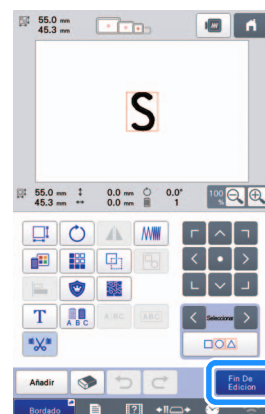 55.0 mm
45.3 mm
S
55.0 mm 0.0 mm 0.0°
45.3 mm 0.0 mm 1
100 %
T A B C ABC ABC
Seleccionar
Añadir
Fin De
Edicion
Bordado